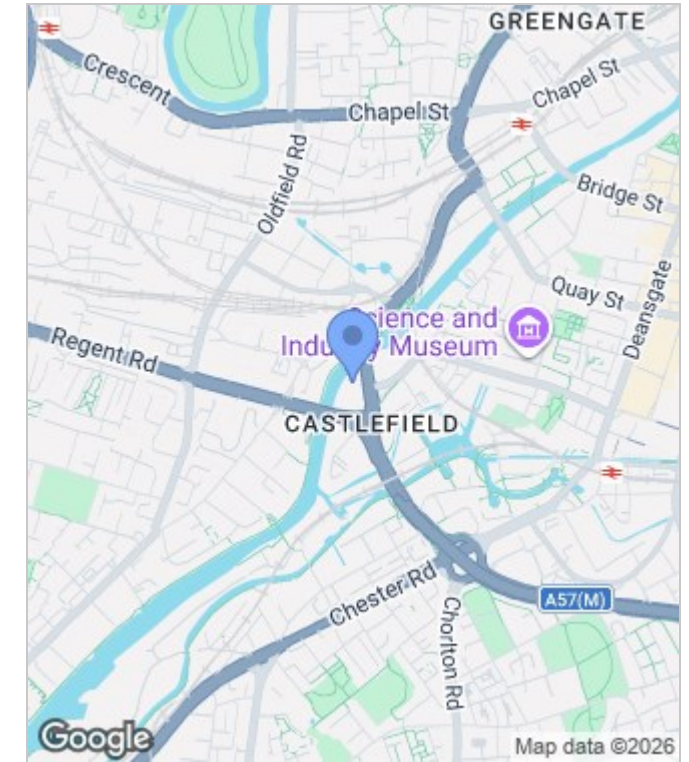 GREENGATE
Crescent
Chapel St
Chapel St
Oldfield Rd
Bridge St
Quay St
Deansgate
Science and
Industry Museum
Regent Rd
CASTLEFIELD
Chester Rd
A57(M)
Chorlton Rd
Google
Map data ©2026